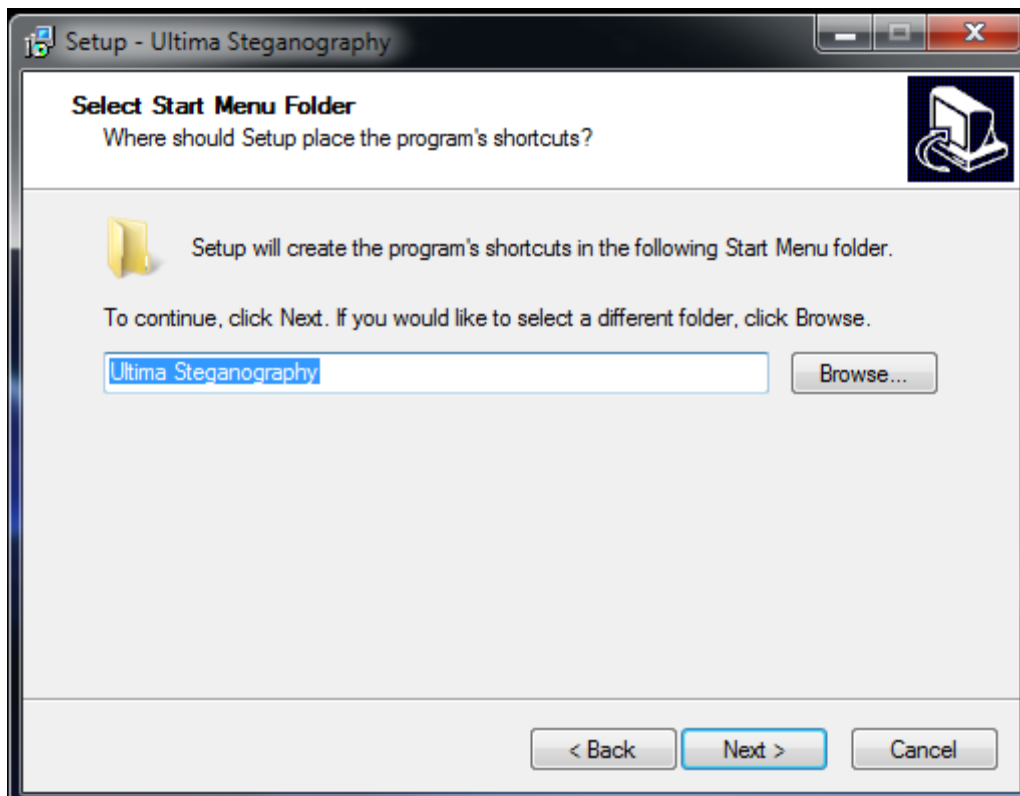 Setup - Ultima Steganography
Select Start Menu Folder
Where should Setup place the program's shortcuts?
Setup will create the program's shortcuts in the following Start Menu folder.
To continue, click Next. If you would like to select a different folder, click Browse.
Ultima Steganography
Browse...
< Back
Next >
Cancel